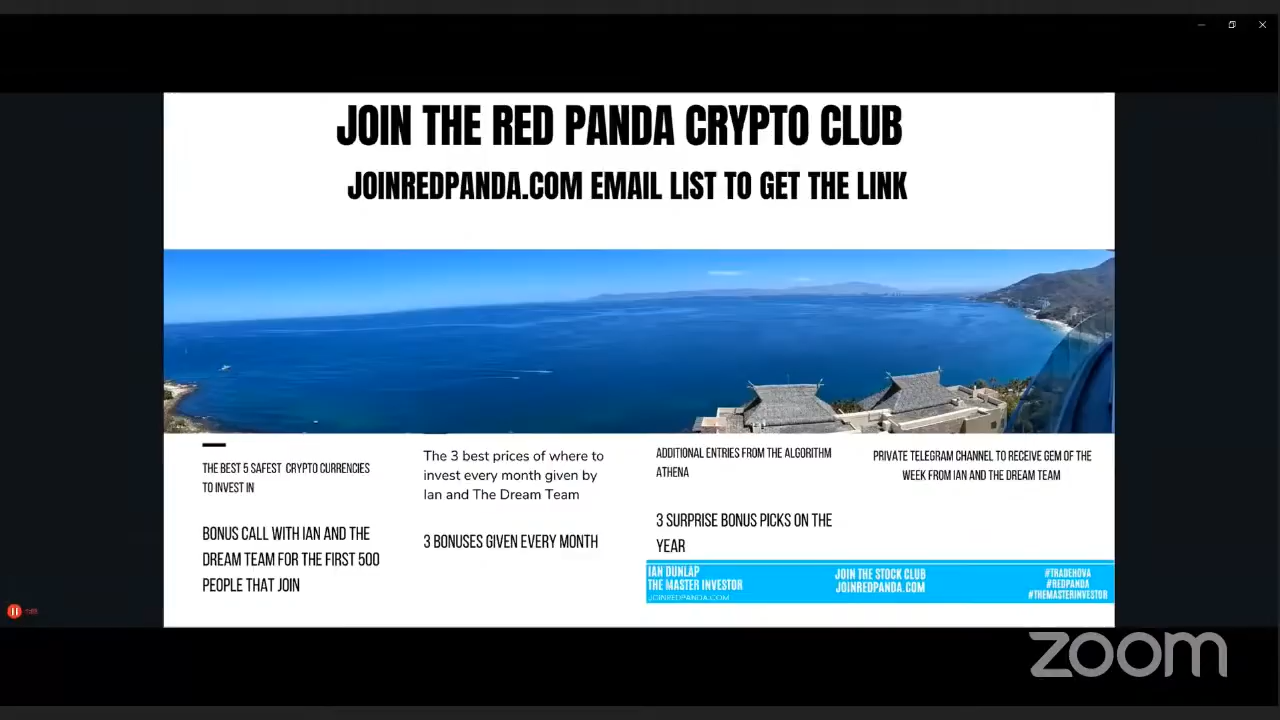 JOIN THE RED PANDA CRYPTO CLUB
JOINREDPANDA.COM EMAIL LIST TO GET THE LINK
THE BEST 5 SAFEST CRYPTO CURRENCIES
TO INVEST IN
BONUS CALL WITH IAN AND THE
DREAM TEAM FOR THE FIRST 500
PEOPLE THAT JOIN
The 3 best prices of where to
invest every month given by
Ian and The Dream Team
3 BONUSES GIVEN EVERY MONTH
ADDITIONAL ENTRIES FROM THE ALGORITHM
ATHENA
3 SURPRISE BONUS PICKS ON THE
YEAR
PRIVATE TELEGRAM CHANNEL TO RECEIVE GEM OF THE
WEEK FROM IAN AND THE DREAM TEAM
IAN DUNLAP
THE MASTER INVESTOR
JOINREDPANDA.COM
JOIN THE STOCK CLUB
JOINREDPANDA.COM
#TRADEHOVA
#REDPANDA
#THEMASTERINVESTOR
zoom